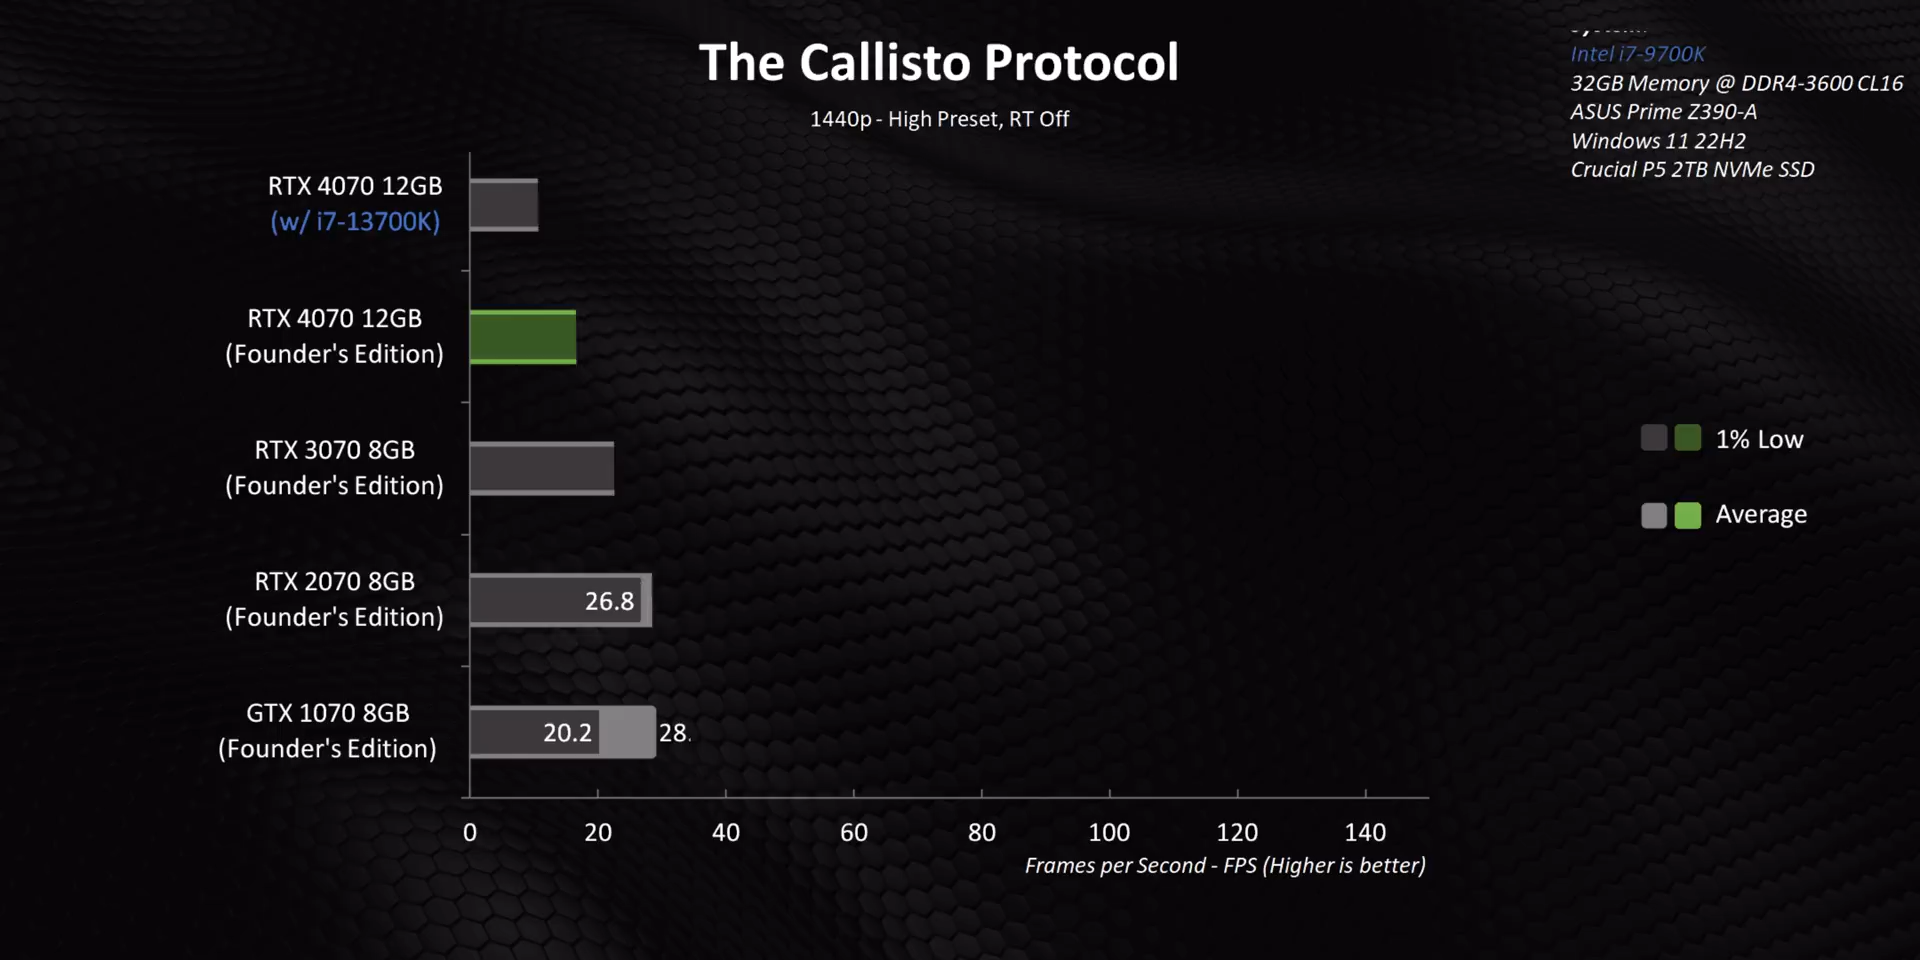 The Callisto Protocol
1440p - High Preset, RT Off
Intel i7-9700K
32GB Memory @ DDR4-3600 CL16
ASUS Prime Z390-A
Windows 11 22H2
Crucial P5 2TB NVMe SSD
RTX 4070 12GB
(w/ i7-13700K)
RTX 4070 12GB
(Founder's Edition)
RTX 3070 8GB
(Founder's Edition)
RTX 2070 8GB
(Founder's Edition)
26.8
GTX 1070 8GB
(Founder's Edition)
20.2
28.
1% Low
Average
0 20 40 60 80 100 120 140
Frames per Second - FPS (Higher is better)